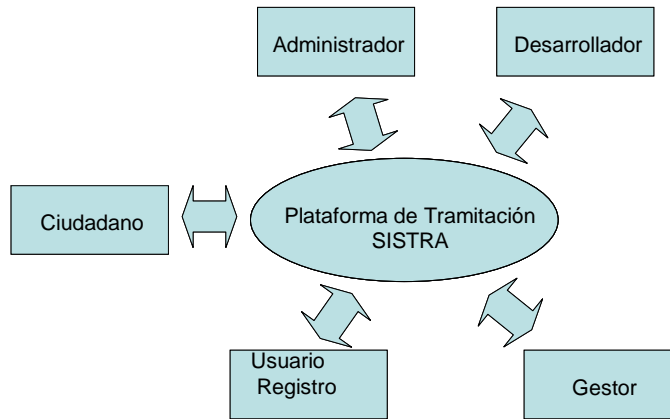 Administrador
Desarrollador
Ciudadano
Plataforma de Tramitación
SISTRA
Usuario
Registro
Gestor